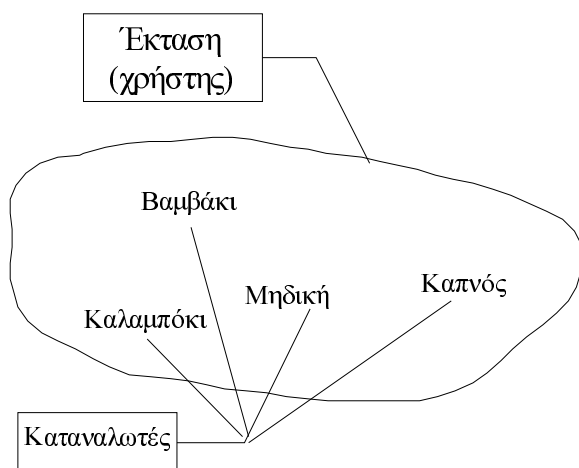 Έκταση
(χρήστης)
Βαμβάκι
Μηδική
Καπνός
Καλαμπόκι
Καταναλωτές